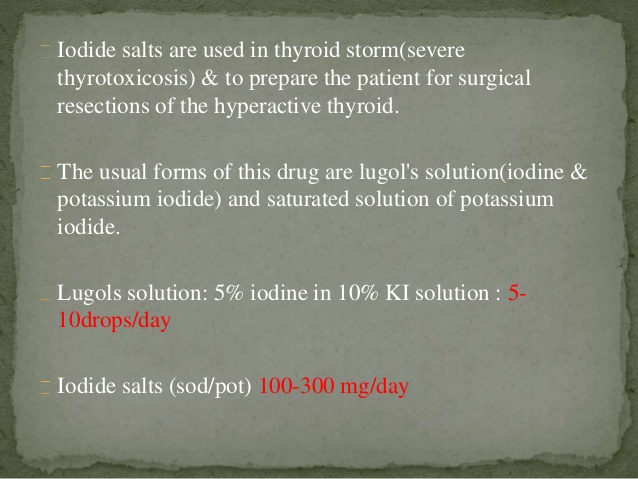 Iodide salts are used in thyroid storm(severe
thyrotoxicosis) & to prepare the patient for surgical
resections of the hyperactive thyroid.
The usual forms of this drug are lugol's solution(iodine &
potassium iodide) and saturated solution of potassium
iodide.
Lugols solution: 5% iodine in 10% KI solution : 5-
10drops/day
Iodide salts (sod/pot) 100-300 mg/day